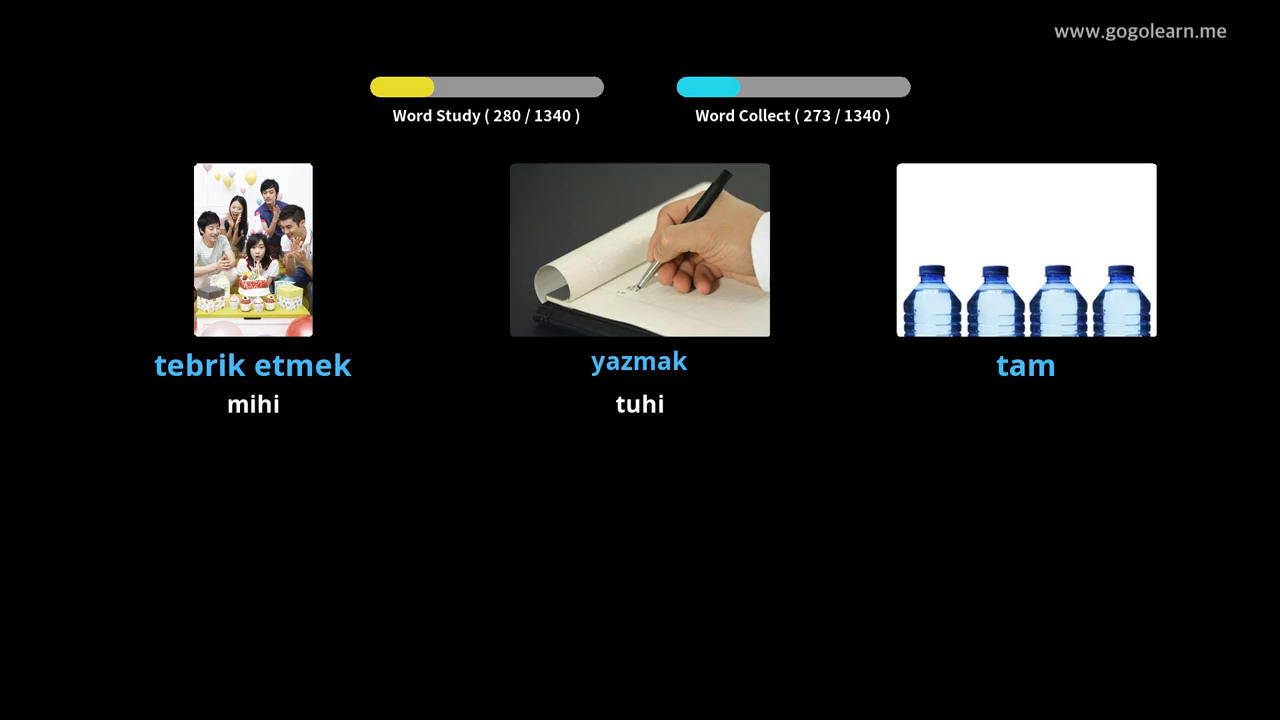 www.gogolearn.me
Word Study ( 280 / 1340 )
Word Collect ( 273 / 1340 )
tebrik etmek
mihi
yazmak
tuhi
tam